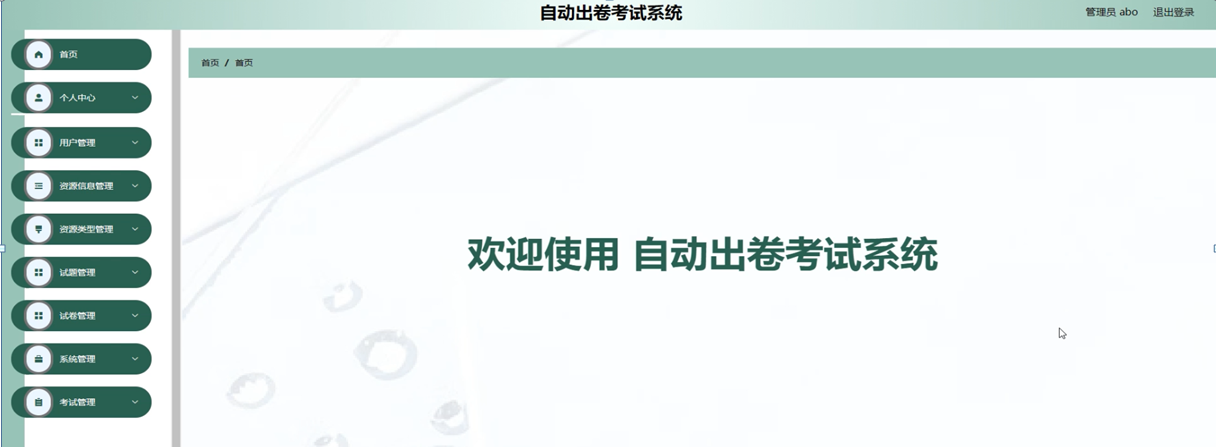 自动出卷考试系统
管理员 abo 退出登录
首页
个人中心
用户管理
资源信息管理
资源类型管理
试题管理
试卷管理
系统管理
考试管理
首页 / 首页
欢迎使用 自动出卷考试系统